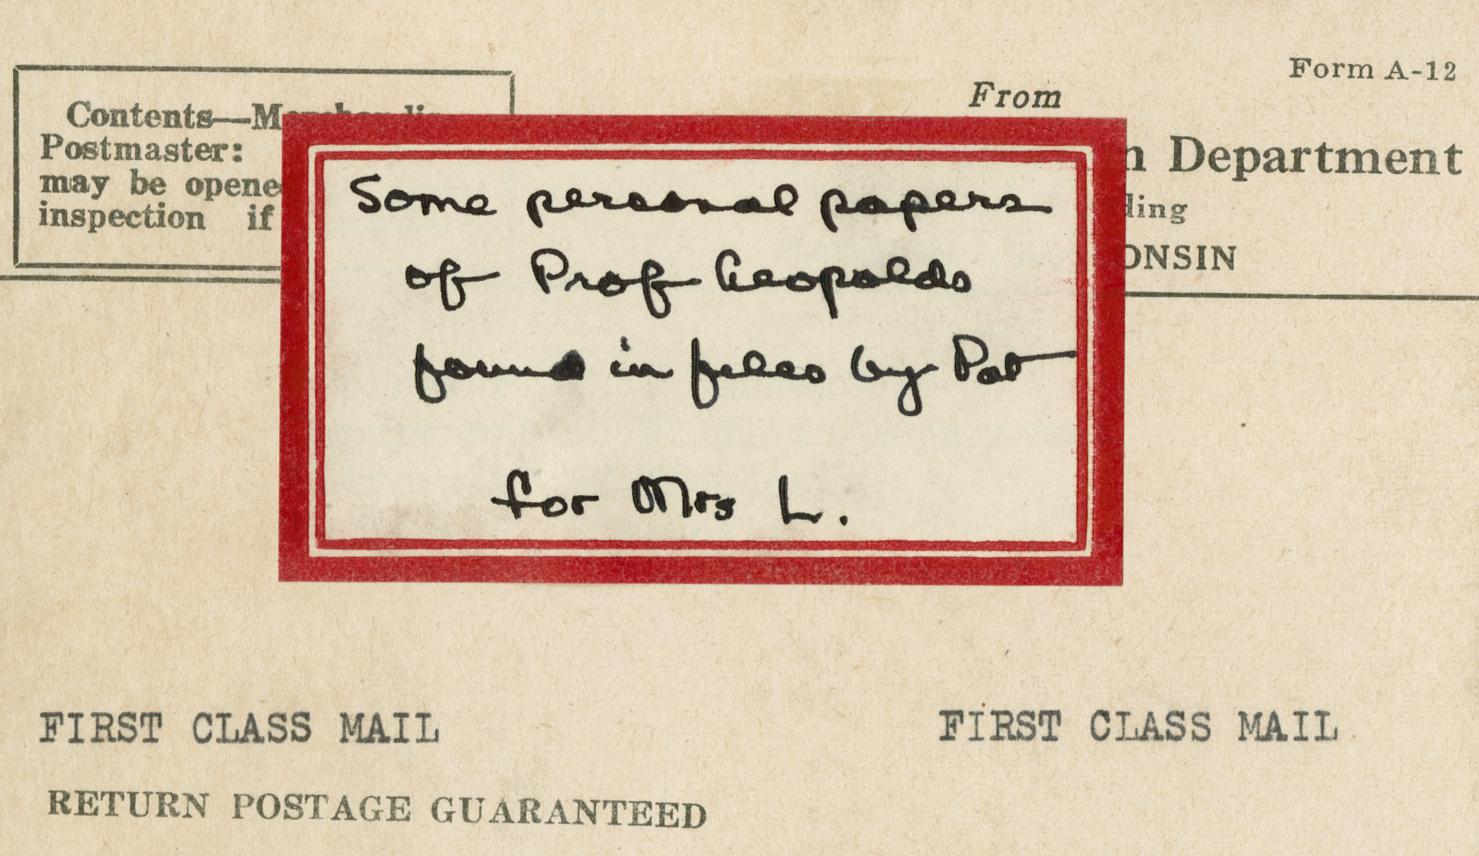 Form A-12
From
Contents—Merchandise
Postmaster:
may be opene
inspection if
n Department
ding
ONSIN
Some personal papers
of Prof Leopolds
found in files by Pat
for Mrs L.
FIRST CLASS MAIL
FIRST CLASS MAIL
RETURN POSTAGE GUARANTEED